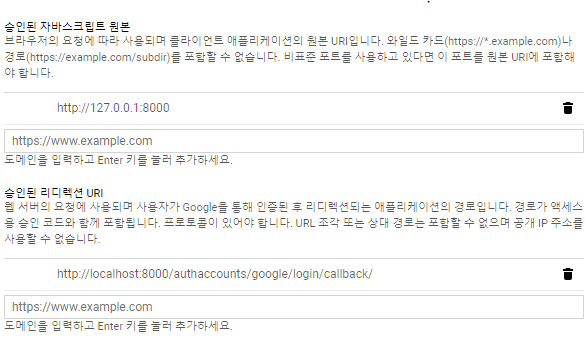 승인된 자바스크립트 원본
브라우저의 요청에 따라 사용되며 클라이언트 애플리케이션의 원본 URI입니다. 와일드 카드(https://*.example.com)나
경로(https://example.com/subdir)를 포함할 수 없습니다. 비표준 포트를 사용하고 있다면 이 포트를 원본 URI에 포함해
야 합니다.
http://127.0.0.1:8000
https://www.example.com
도메인을 입력하고 Enter 키를 눌러 추가하세요.
승인된 리디렉션 URI
웹 서버의 요청에 사용되며 사용자가 Google을 통해 인증된 후 리디렉션되는 애플리케이션의 경로입니다. 경로가 액세스
용 승인 코드와 함께 포함됩니다. 프로토콜이 있어야 합니다. URL 조각 또는 상대 경로는 포함할 수 없으며 공개 IP 주소를
사용할 수 없습니다.
http://localhost:8000/authaccounts/google/login/callback/
https://www.example.com
도메인을 입력하고 Enter 키를 눌러 추가하세요.